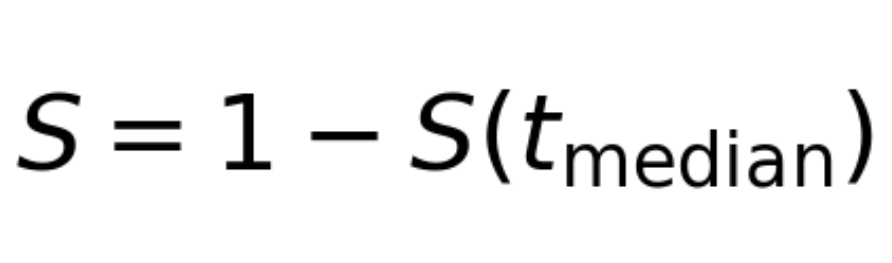 S = 1 − S(t_median)